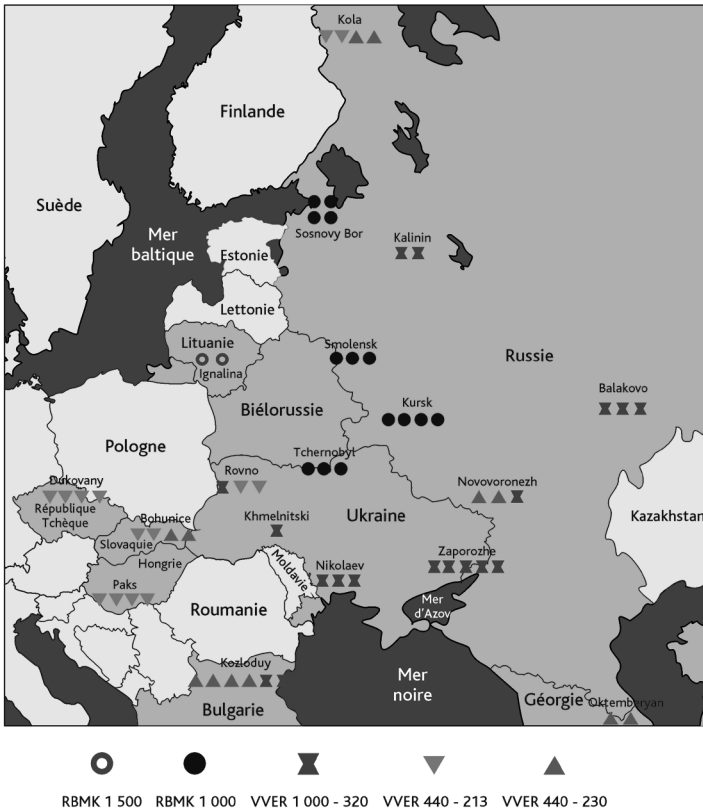 Kola
Finlande
Suède
Sosnovy Bor
Mer
baltique
Kalinin
Estonie
Lettonie
Smolensk
Lituanie
Russie
Ignalina
Balakovo
Kursk
Biélorussie
Pologne
Tchernobyl
Rovno
Dukovany
Novovoronezh
République
Tchèque
Bohunice
Khmelnitski
Ukraine
Kazakhstan
Slovaquie
Zaporozhe
Hongrie
Moldavie
Nikolaev
Paks
Mer
d'Azov
Roumanie
Kozloduy
Mer
noire
Bulgarie
Géorgie
Oktemberyan
RBMK 1 500 RBMK 1 000 VVER 1 000 - 320 VVER 440 - 213 VVER 440 - 230